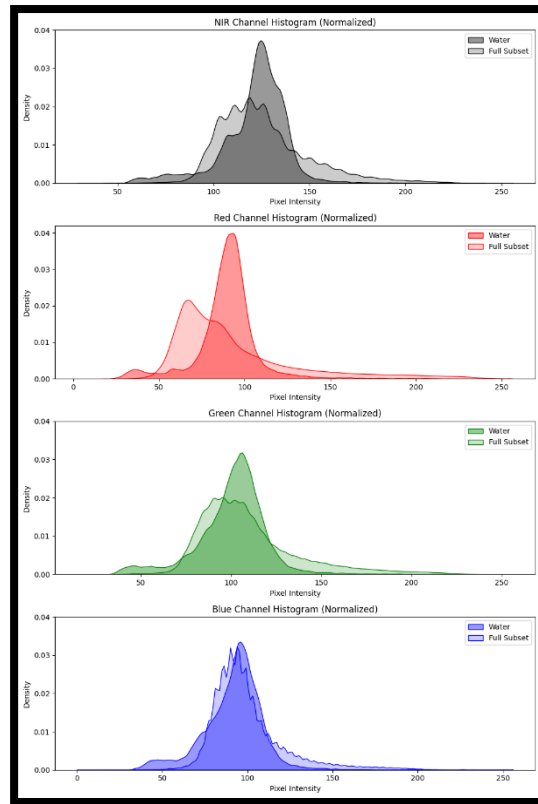 NIR Channel Histogram (Normalized)
0.04
0.03
0.02
0.01
0.00
Density
Water
Full Subset
50
100
150
200
250
Pixel Intensity
Red Channel Histogram (Normalized)
0.04
0.03
0.02
0.01
0.00
Density
Water
Full Subset
0
50
100
150
200
250
Pixel Intensity
Green Channel Histogram (Normalized)
0.04
0.03
0.02
0.01
0.00
Density
Water
Full Subset
50
100
150
200
250
Pixel Intensity
Blue Channel Histogram (Normalized)
0.04
0.03
0.02
0.01
0.00
Density
Water
Full Subset
0
50
100
150
200
250
Pixel Intensity